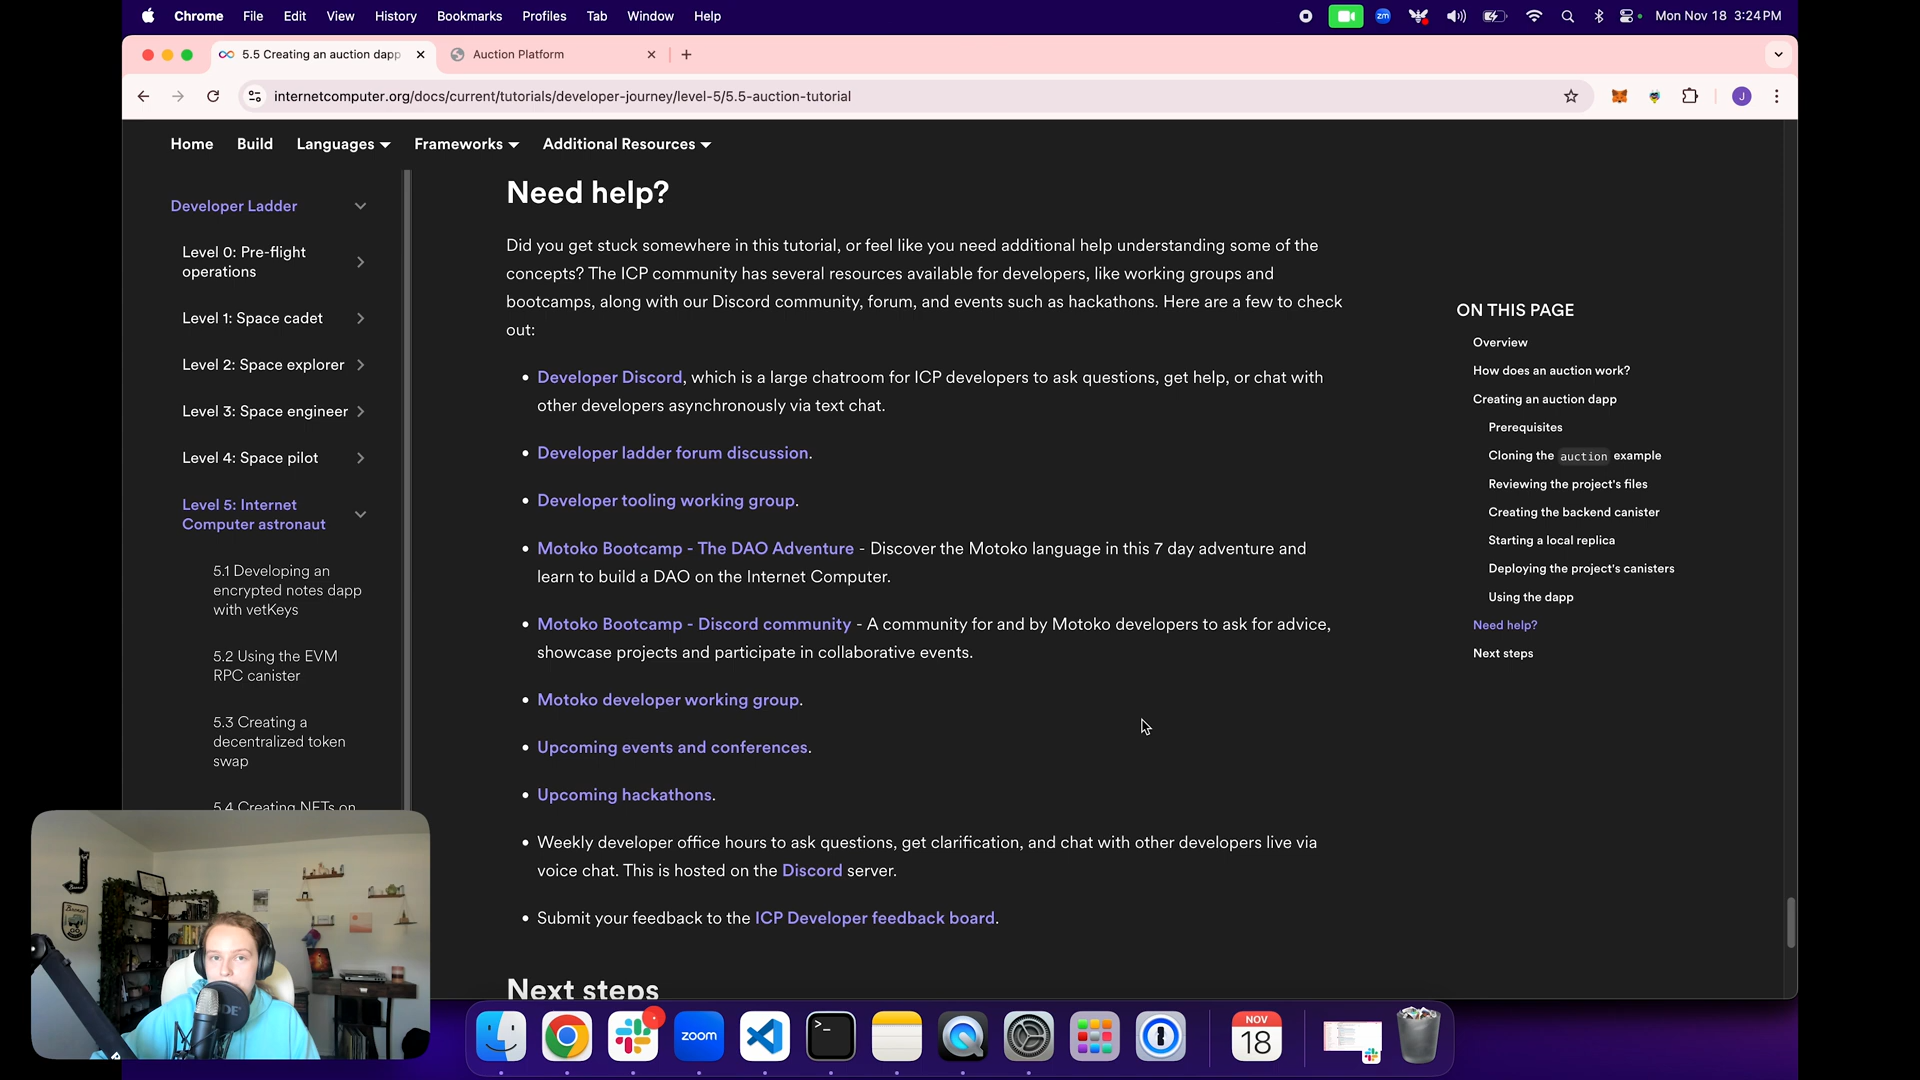 Chrome File Edit View History Bookmarks Profiles Tab Window Help
zm
Mon Nov 18 3:24 PM
5.5 Creating an auction dapp
Auction Platform
internetcomputer.org/docs/current/tutorials/developer-journey/level-5/5.5-auction-tutorial
J
Home Build Languages Frameworks Additional Resources
Developer Ladder
Level 0: Pre-flight
operations
Level 1: Space cadet
Level 2: Space explorer
Level 3: Space engineer
Level 4: Space pilot
Level 5: Internet
Computer astronaut
5.1 Developing an
encrypted notes dapp
with vetKeys
5.2 Using the EVM
RPC canister
5.3 Creating a
decentralized token
swap
5.4 Creating NFTs on
Need help?
Did you get stuck somewhere in this tutorial, or feel like you need additional help understanding some of the
concepts? The ICP community has several resources available for developers, like working groups and
bootcamps, along with our Discord community, forum, and events such as hackathons. Here are a few to check
out:
• Developer Discord, which is a large chatroom for ICP developers to ask questions, get help, or chat with
other developers asynchronously via text chat.
• Developer ladder forum discussion.
• Developer tooling working group.
• Motoko Bootcamp - The DAO Adventure - Discover the Motoko language in this 7 day adventure and
learn to build a DAO on the Internet Computer.
• Motoko Bootcamp - Discord community - A community for and by Motoko developers to ask for advice,
showcase projects and participate in collaborative events.
• Motoko developer working group.
• Upcoming events and conferences.
• Upcoming hackathons.
• Weekly developer office hours to ask questions, get clarification, and chat with other developers live via
voice chat. This is hosted on the Discord server.
• Submit your feedback to the ICP Developer feedback board.
Next steps
ON THIS PAGE
Overview
How does an auction work?
Creating an auction dapp
Prerequisites
Cloning the auction example
Reviewing the project's files
Creating the backend canister
Starting a local replica
Deploying the project's canisters
Using the dapp
Need help?
Next steps
zoom
>_
NOV
18